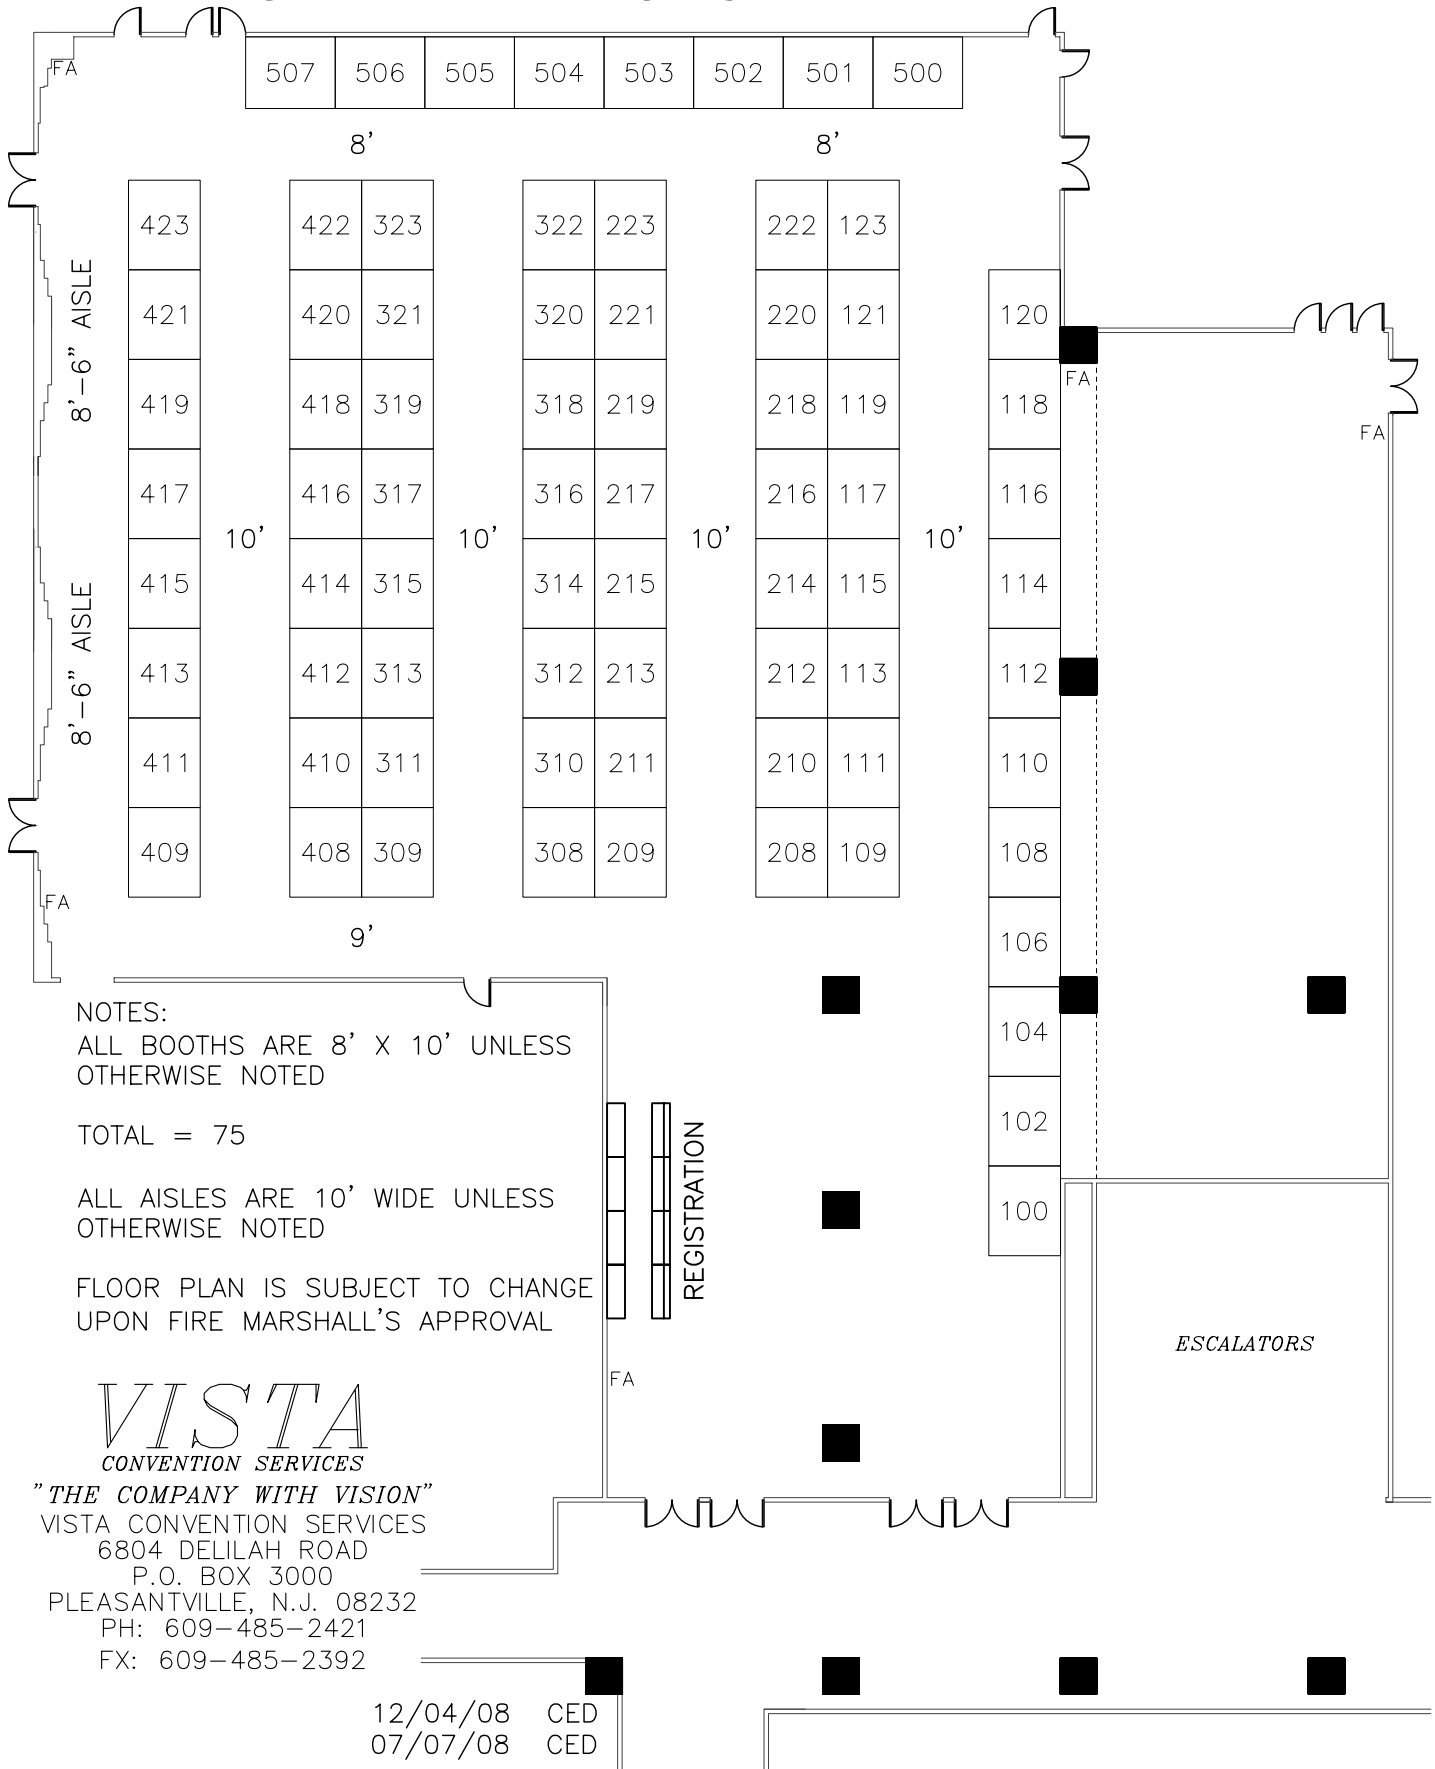 FA
507 506 505 504 503 502 501 500
8' 8'
423 422 323 322 223 222 123
8'-6" AISLE
421 420 321 320 221 220 121 120
FA
419 418 319 318 219 218 119 118
FA
417 416 317 316 217 216 117 116
10' 10' 10' 10'
415 414 315 314 215 214 115 114
8'-6" AISLE
413 412 313 312 213 212 113 112
411 410 311 310 211 210 111 110
409 408 309 308 209 208 109 108
FA
9'
106
104
102
100
NOTES:
ALL BOOTHS ARE 8' X 10' UNLESS
OTHERWISE NOTED
TOTAL = 75
ALL AISLES ARE 10' WIDE UNLESS
OTHERWISE NOTED
FLOOR PLAN IS SUBJECT TO CHANGE
UPON FIRE MARSHALL'S APPROVAL
REGISTRATION
ESCALATORS
FA
VISTA
CONVENTION SERVICES
"THE COMPANY WITH VISION"
VISTA CONVENTION SERVICES
6804 DELILAH ROAD
P.O. BOX 3000
PLEASANTVILLE, N.J. 08232
PH: 609-485-2421
FX: 609-485-2392
12/04/08 CED
07/07/08 CED